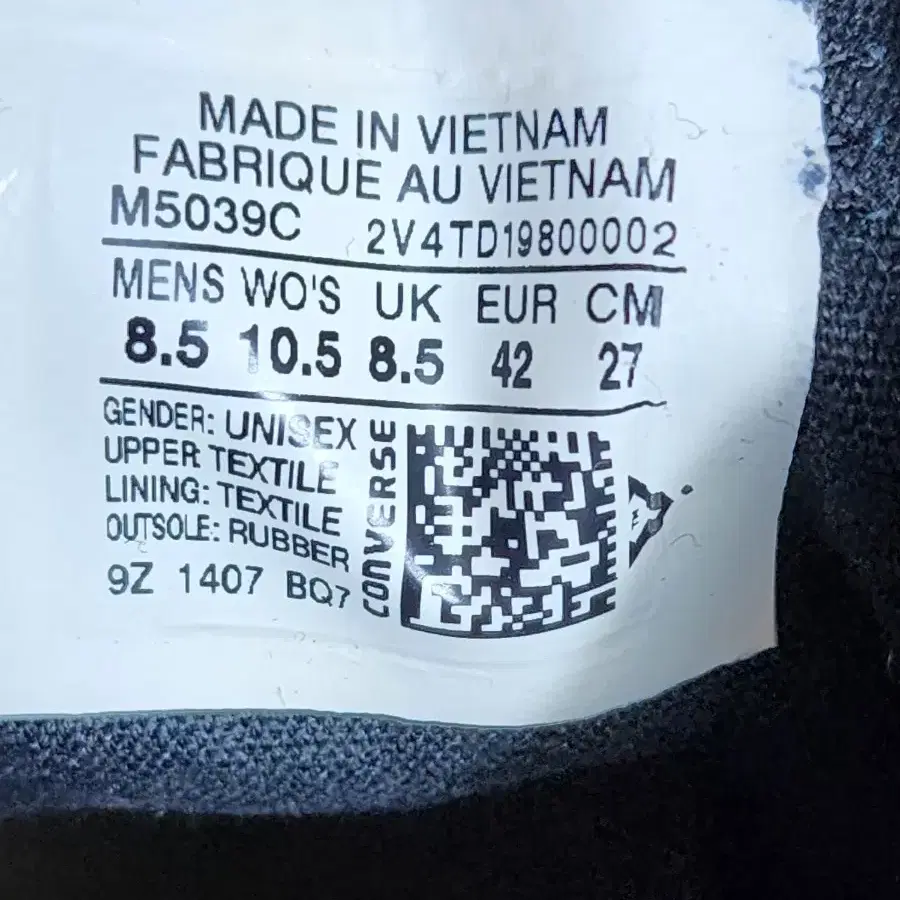 MADE IN VIETNAM
FABRIQUE AU VIETNAM
M5039C 2V4TD19800002
MENS WO'S UK EUR CM
8.5 10.5 8.5 42 27
GENDER: UNISEX
UPPER TEXTILE
LINING: TEXTILE
OUTSOLE: RUBBER
9Z 1407 BQ7
CONVERSE
TM